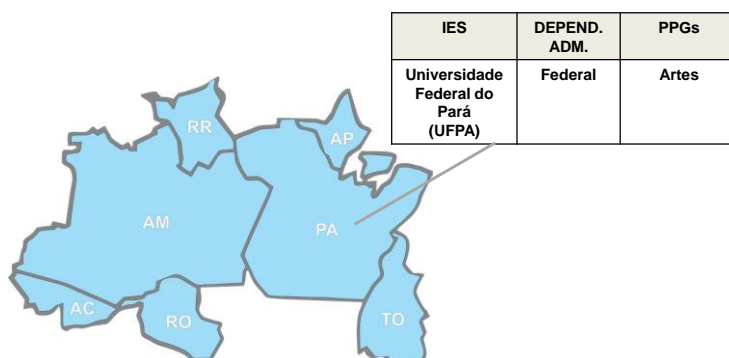 IES
DEPEND.
ADM.
PPGs
Universidade
Federal do
Pará
(UFPA)
Federal
Artes
RR
AP
AM
PA
AC
RO
TO